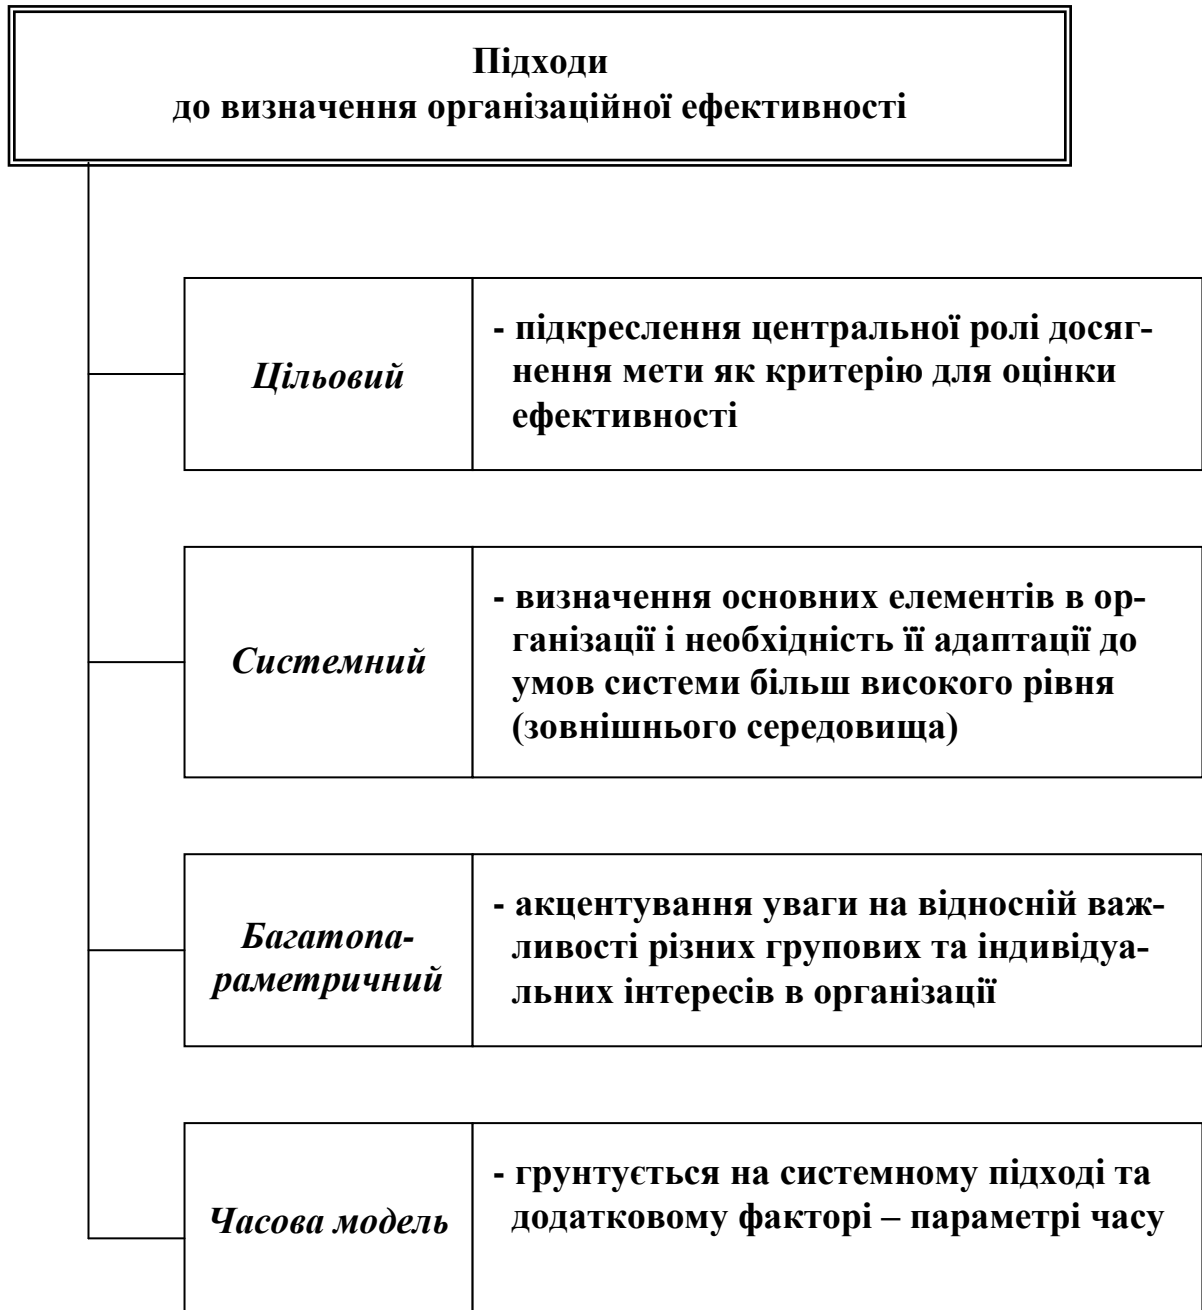 Підходи
до визначення організаційної ефективності
Цільовий
- підкреслення центральної ролі досяг-
нення мети як критерію для оцінки
ефективності
Системний
- визначення основних елементів в ор-
ганізації і необхідність її адаптації до
умов системи більш високого рівня
(зовнішнього середовища)
Багатопа-
раметричний
- акцентування уваги на відносній важ-
ливості різних групових та індивідуа-
льних інтересів в організації
Часова модель
- грунтується на системному підході та
додатковому факторі – параметрі часу